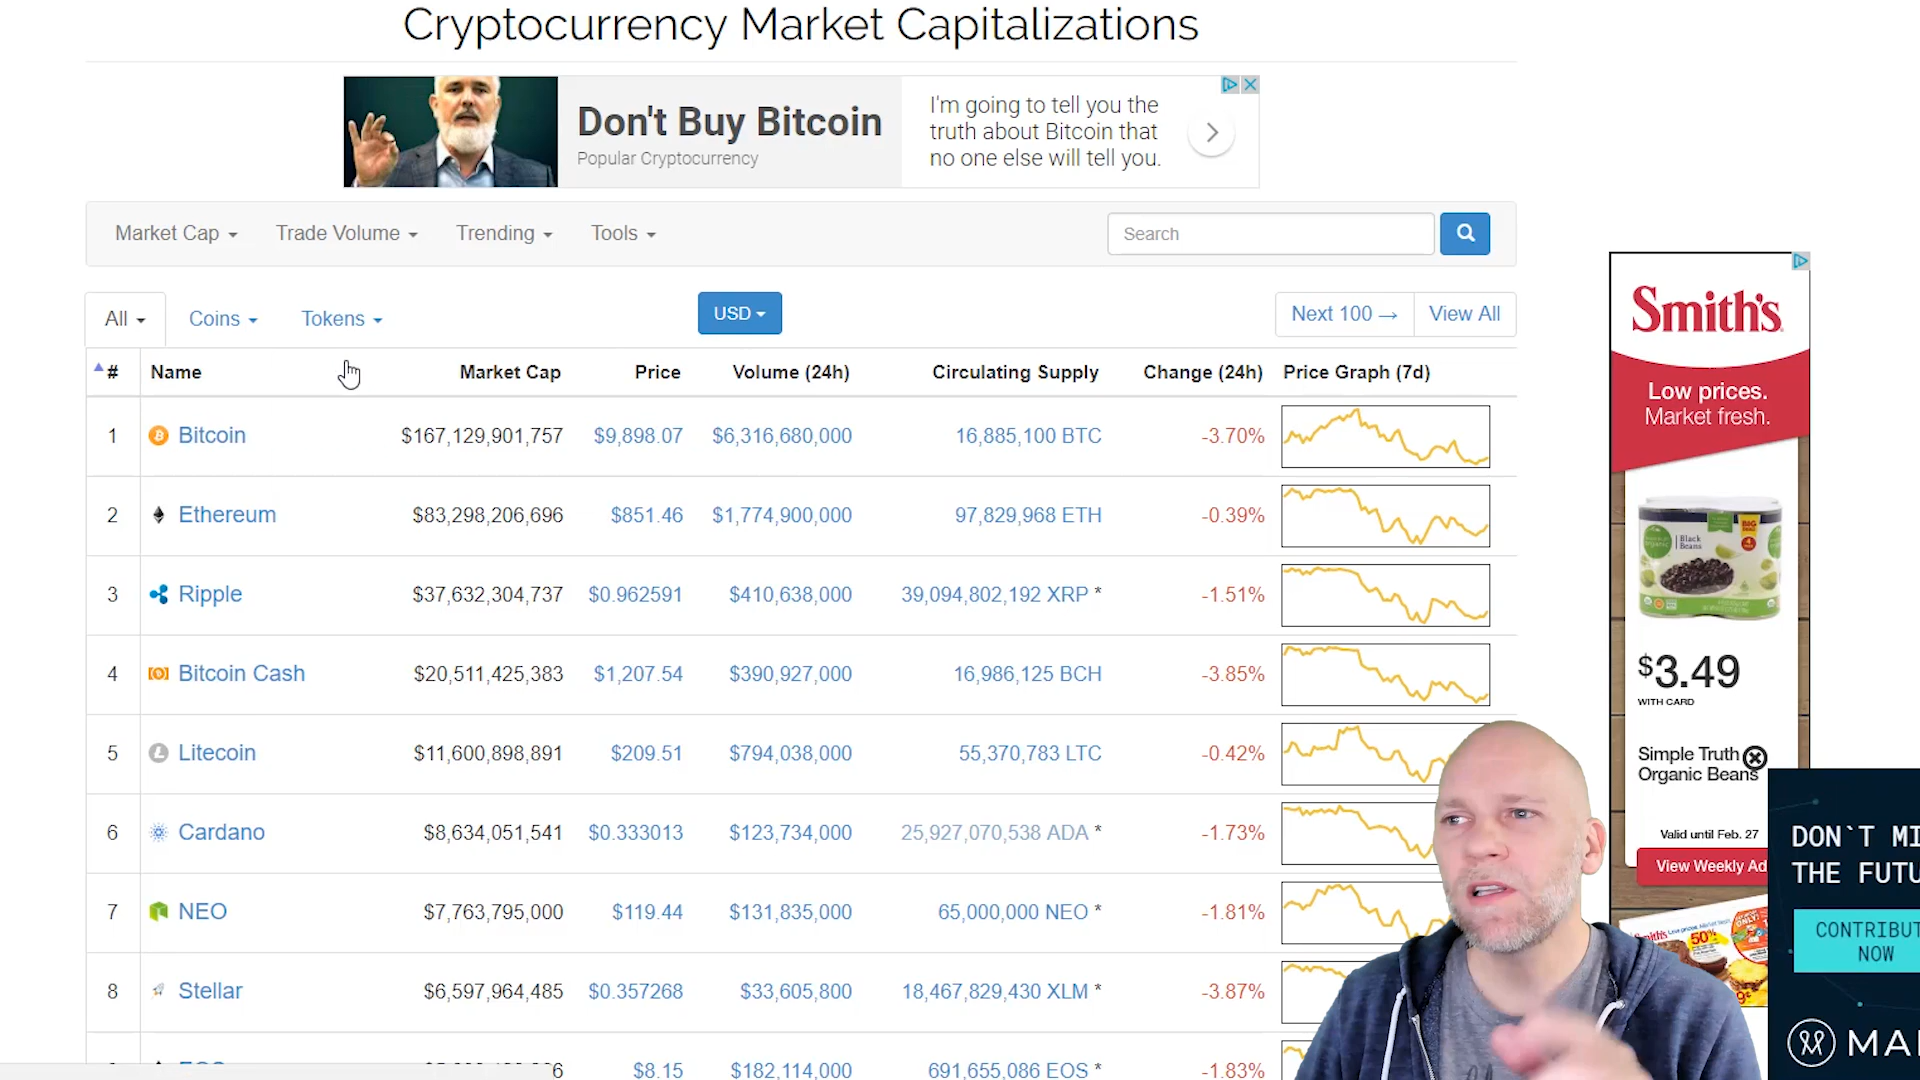 Cryptocurrency Market Capitalizations
Don't Buy Bitcoin
Popular Cryptocurrency
I'm going to tell you the
truth about Bitcoin that
no one else will tell you.
Market Cap Trade Volume Trending Tools Search
All Coins Tokens USD Next 100 → View All
# Name Market Cap Price Volume (24h) Circulating Supply Change (24h) Price Graph (7d)
1 Bitcoin $167,129,901,757 $9,898.07 $6,316,680,000 16,885,100 BTC -3.70%
2 Ethereum $83,298,206,696 $851.46 $1,774,900,000 97,829,968 ETH -0.39%
3 Ripple $37,632,304,737 $0.962591 $410,638,000 39,094,802,192 XRP * -1.51%
4 Bitcoin Cash $20,511,425,383 $1,207.54 $390,927,000 16,986,125 BCH -3.85%
5 Litecoin $11,600,898,891 $209.51 $794,038,000 55,370,783 LTC -0.42%
6 Cardano $8,634,051,541 $0.333013 $123,734,000 25,927,070,538 ADA * -1.73%
7 NEO $7,763,795,000 $119.44 $131,835,000 65,000,000 NEO * -1.81%
8 Stellar $6,597,964,485 $0.357268 $33,605,800 18,467,829,430 XLM * -3.87%
$8.15 $182,114,000 691,655,086 EOS * -1.83%
Smith's
Low prices.
Market fresh.
Black
Beans
$3.49
WITH CARD
Simple Truth
Organic Beans
Valid until Feb. 27
View Weekly Ad
Smith's
50%
DON`T MI
THE FUTU
CONTRIBUT
NOW
MA